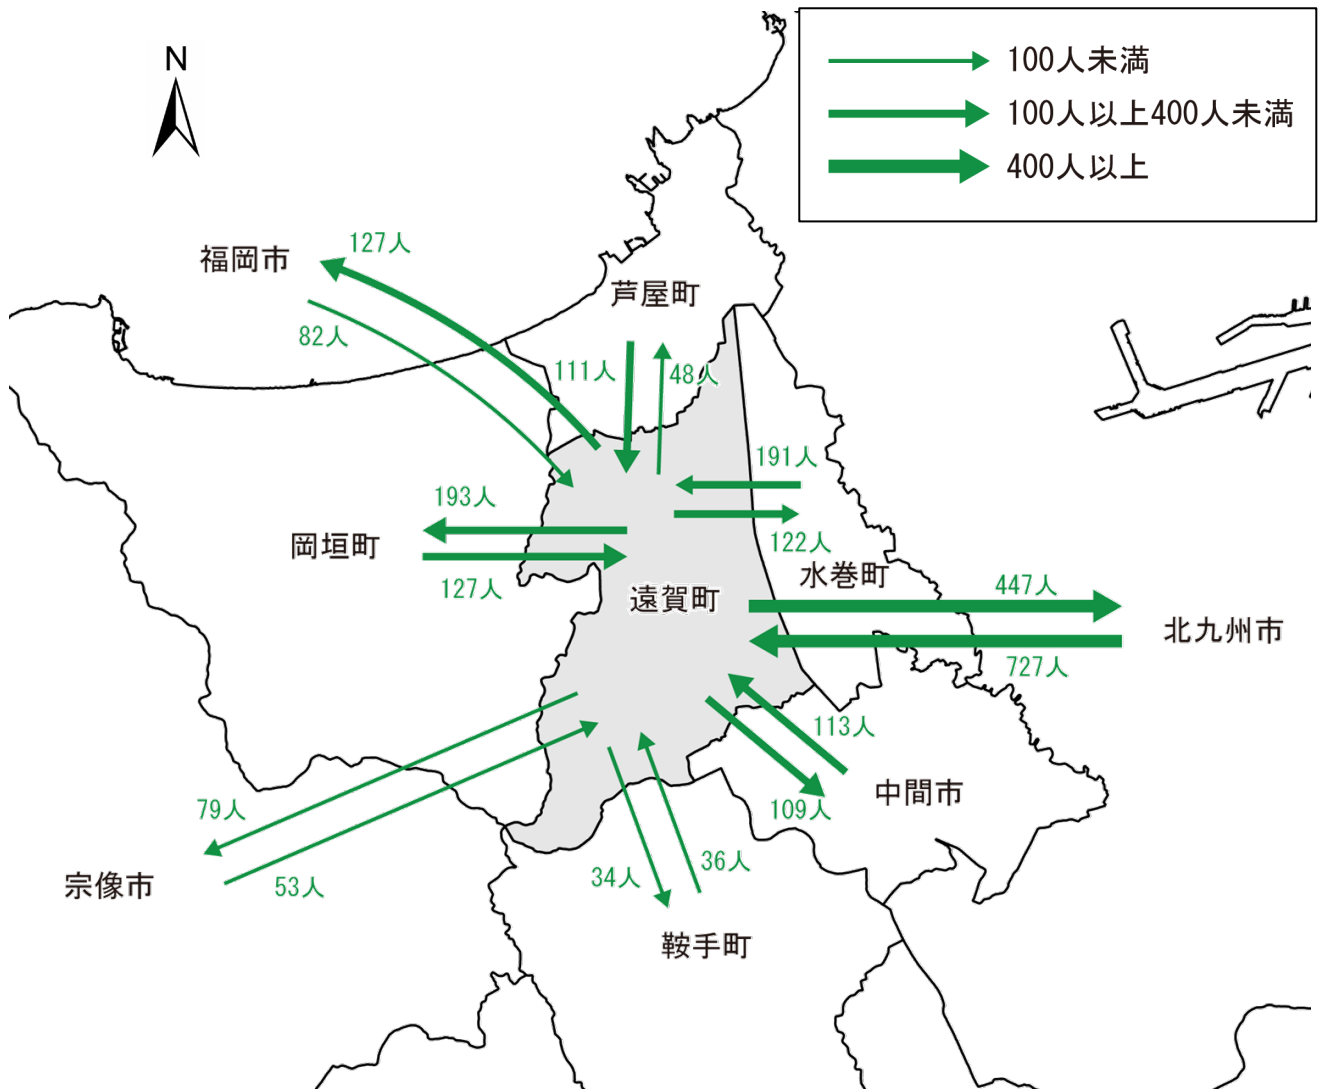 N
100人未満
100人以上400人未満
400人以上
127人
福岡市
芦屋町
82人
111人
48人
191人
193人
122人
岡垣町
水巻町
127人
遠賀町
447人
北九州市
727人
113人
中間市
79人
109人
36人
34人
宗像市
53人
鞍手町